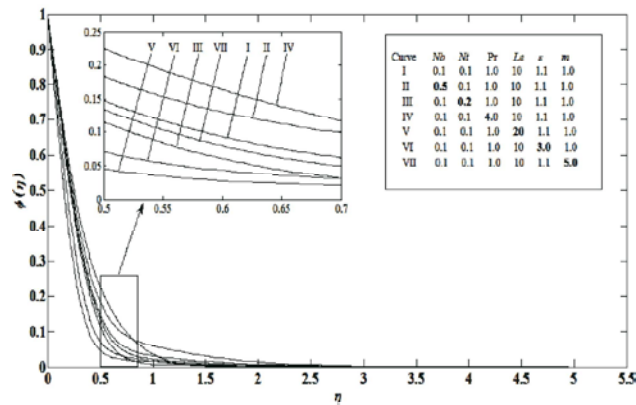 0.25
0.2
0.15
0.1
0.05
0
V VI III VII I II IV
0.5 0.55 0.6 0.65 0.7
Curve Nb Nt Pr Le s m
I 0.1 0.1 1.0 10 1.1 1.0
II 0.5 0.1 1.0 10 1.1 1.0
III 0.1 0.2 1.0 10 1.1 1.0
IV 0.1 0.1 4.0 10 1.1 1.0
V 0.1 0.1 1.0 20 1.1 1.0
VI 0.1 0.1 1.0 10 3.0 1.0
VII 0.1 0.1 1.0 10 1.1 5.0
1
0.9
0.8
0.7
0.6
0.5
0.4
0.3
0.2
0.1
0
ϕ(η)
0 0.5 1 1.5 2 2.5 3 3.5 4 4.5 5 5.5
η